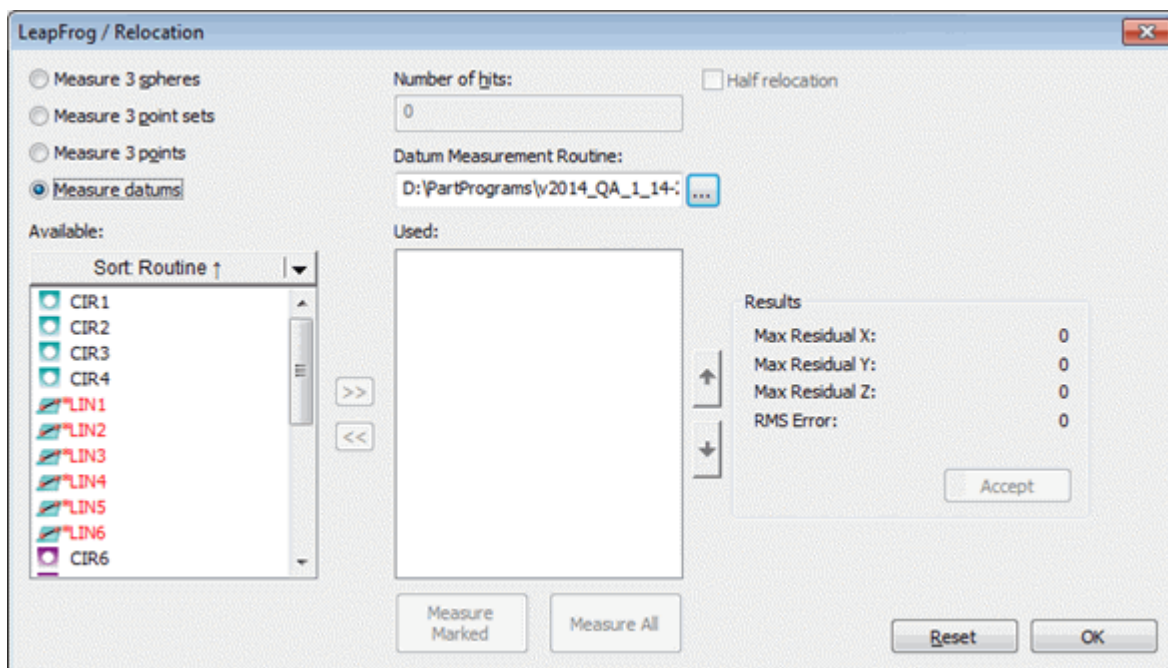 LeapFrog / Relocation
Measure 3 spheres
Measure 3 point sets
Measure 3 points
Measure datums
Number of hits:
0
Half relocation
Datum Measurement Routine:
D:\PartPrograms\v2014_QA_1_14-
...
Available:
Sort: Routine ↑
CIR1
CIR2
CIR3
CIR4
*LIN1
*LIN2
*LIN3
*LIN4
*LIN5
*LIN6
CIR6
>>
<<
Used:
Results
Max Residual X: 0
Max Residual Y: 0
Max Residual Z: 0
RMS Error: 0
Accept
Measure Marked
Measure All
Reset
OK